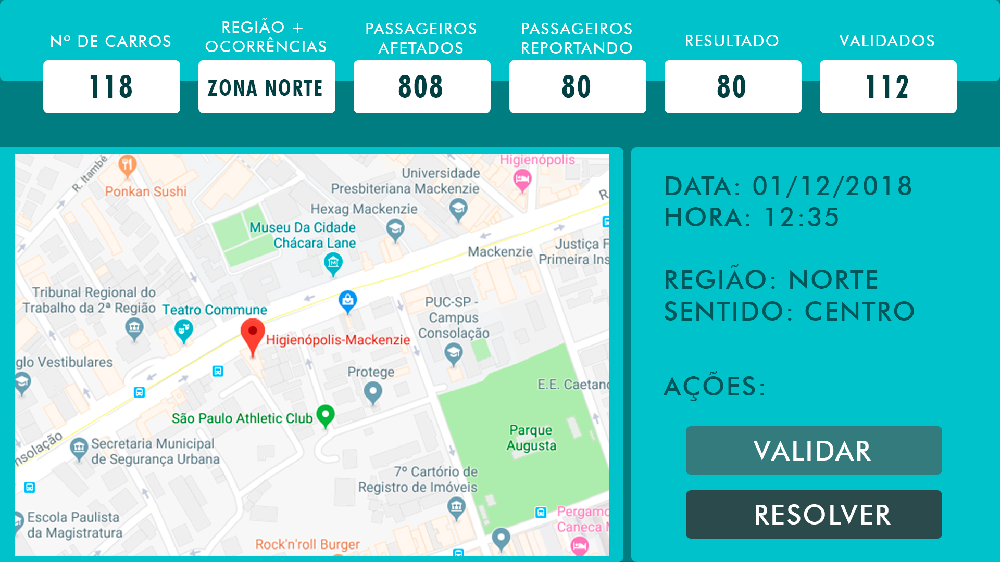 Nº DE CARROS
REGIÃO +
OCORRÊNCIAS
PASSAGEIROS
AFETADOS
PASSAGEIROS
REPORTANDO
RESULTADO
VALIDADOS
118
ZONA NORTE
808
80
80
112
R. Itambé
Ponkan Sushi
Universidade
Presbiteriana Mackenzie
Higienópolis
Hexag Mackenzie
R.
Museu Da Cidade
Chácara Lane
Mackenzie
Justiça F
Primeira Ins
Tribunal Regional do
Trabalho da 2ª Região
Teatro Commune
PUC-SP -
Campus
Consolação
Higienópolis-Mackenzie
glo Vestibulares
Protege
E.E. Caetano
São Paulo Athletic Club
Parque
Augusta
nsolação
Secretaria Municipal
de Segurança Urbana
7º Cartório de
Registro de Imóveis
Escola Paulista
da Magistratura
Pergamo
Caneca
Rock'n'roll Burger
DATA: 01/12/2018
HORA: 12:35
REGIÃO: NORTE
SENTIDO: CENTRO
AÇÕES:
VALIDAR
RESOLVER